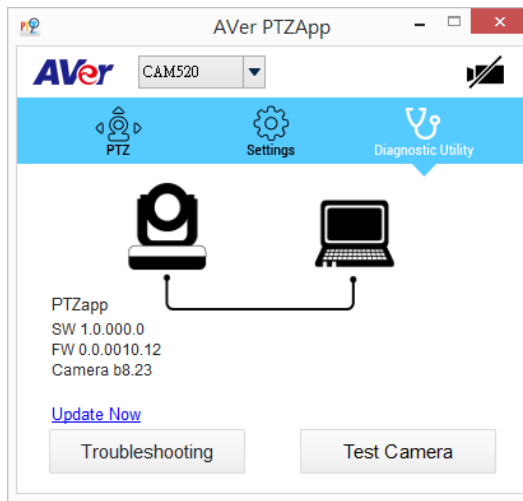 AVer PTZApp
AVer CAM520
PTZ Settings Diagnostic Utility
PTZapp
SW 1.0.000.0
FW 0.0.0010.12
Camera b8.23
Update Now
Troubleshooting Test Camera